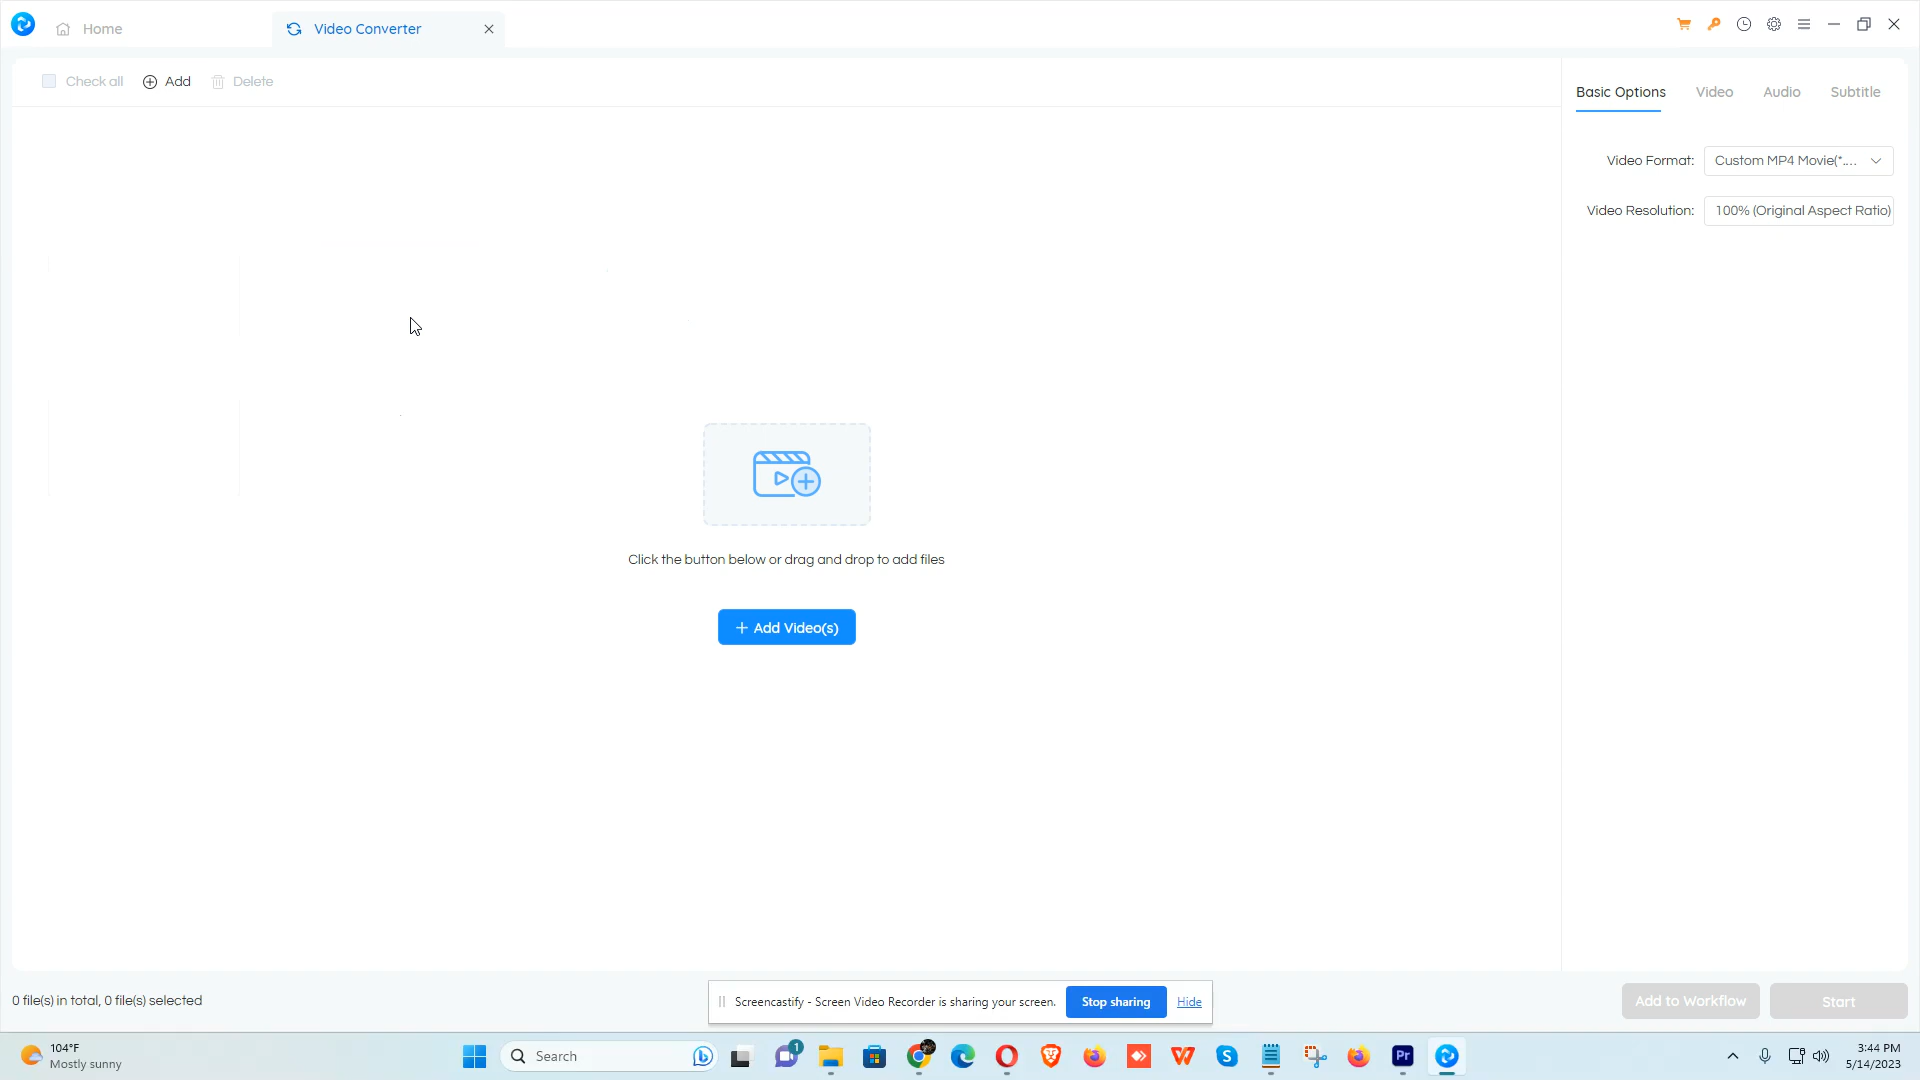 Home
Video Converter
Check all
Add
Delete
Basic Options
Video
Audio
Subtitle
Video Format:
Custom MP4 Movie(*....
Video Resolution:
100% (Original Aspect Ratio)
Click the button below or drag and drop to add files
Add Video(s)
0 file(s) in total, 0 file(s) selected
Screencastify - Screen Video Recorder is sharing your screen.
Stop sharing
Hide
Add to Workflow
Start
104°F
Mostly sunny
Search
1
Pr
3:44 PM
5/14/2023